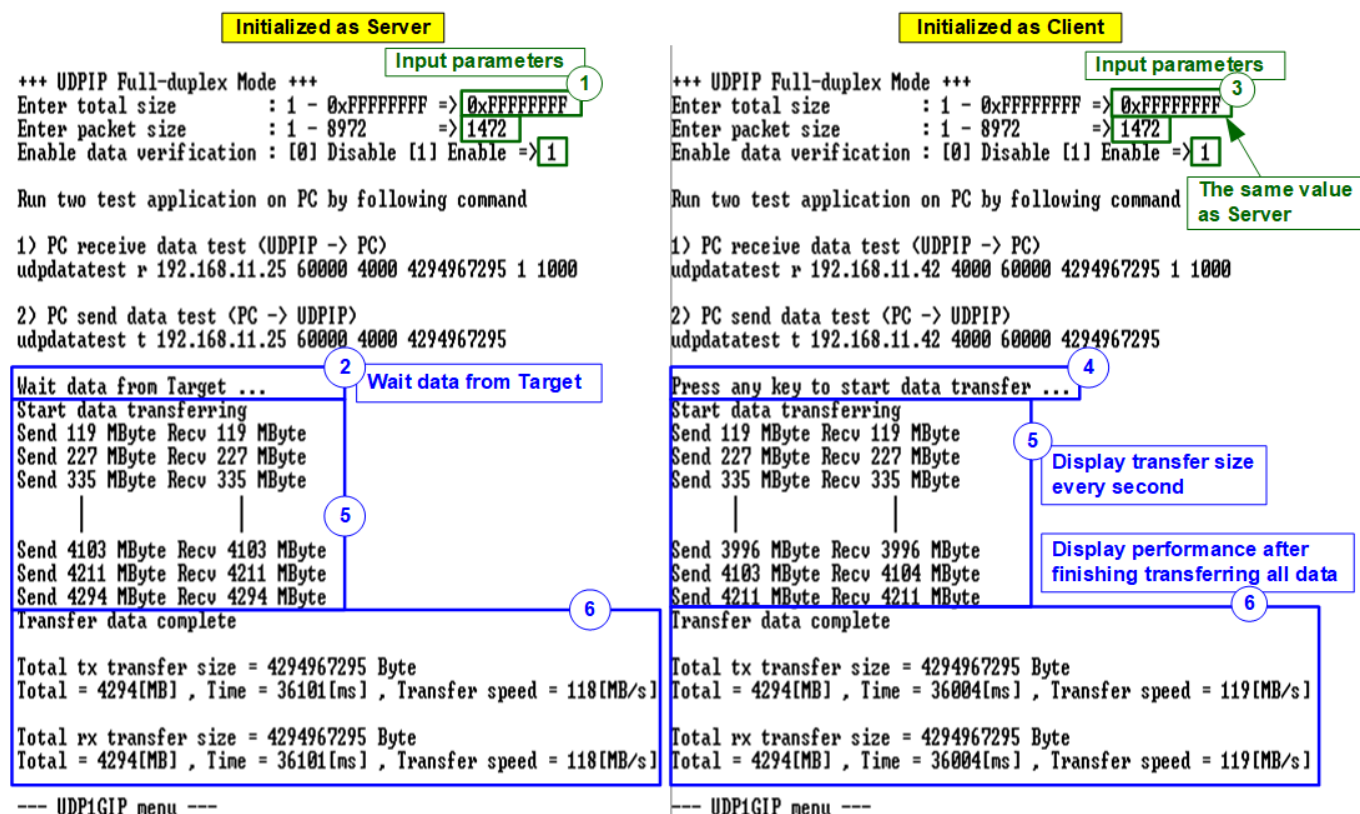 Initialized as Server
Input parameters
1
+++ UDPIP Full-duplex Mode +++
Enter total size : 1 - 0xFFFFFFFF => 0xFFFFFFFF
Enter packet size : 1 - 8972 => 1472
Enable data verification : [0] Disable [1] Enable => 1
Run two test application on PC by following command
1) PC receive data test (UDPIP -> PC)
udpdatatest r 192.168.11.25 60000 4000 4294967295 1 1000
2) PC send data test (PC -> UDPIP)
udpdatatest t 192.168.11.25 60000 4000 4294967295
2
Wait data from Target
Wait data from Target ...
Start data transferring
Send 119 MByte Recv 119 MByte
Send 227 MByte Recv 227 MByte
Send 335 MByte Recv 335 MByte
5
Send 4103 MByte Recv 4103 MByte
Send 4211 MByte Recv 4211 MByte
Send 4294 MByte Recv 4294 MByte
6
Transfer data complete
Total tx transfer size = 4294967295 Byte
Total = 4294[MB] , Time = 36101[ms] , Transfer speed = 118[MB/s]
Total rx transfer size = 4294967295 Byte
Total = 4294[MB] , Time = 36101[ms] , Transfer speed = 118[MB/s]
--- UDP1GIP menu ---
Initialized as Client
Input parameters
3
+++ UDPIP Full-duplex Mode +++
Enter total size : 1 - 0xFFFFFFFF => 0xFFFFFFFF
Enter packet size : 1 - 8972 => 1472
Enable data verification : [0] Disable [1] Enable => 1
The same value
as Server
Run two test application on PC by following command
1) PC receive data test (UDPIP -> PC)
udpdatatest r 192.168.11.42 4000 60000 4294967295 1 1000
2) PC send data test (PC -> UDPIP)
udpdatatest t 192.168.11.42 4000 60000 4294967295
4
Press any key to start data transfer ...
Start data transferring
Send 119 MByte Recv 119 MByte
Send 227 MByte Recv 227 MByte
Send 335 MByte Recv 335 MByte
5
Display transfer size
every second
Send 3996 MByte Recv 3996 MByte
Send 4103 MByte Recv 4104 MByte
Send 4211 MByte Recv 4211 MByte
Display performance after
finishing transferring all data
6
Transfer data complete
Total tx transfer size = 4294967295 Byte
Total = 4294[MB] , Time = 36004[ms] , Transfer speed = 119[MB/s]
Total rx transfer size = 4294967295 Byte
Total = 4294[MB] , Time = 36004[ms] , Transfer speed = 119[MB/s]
--- UDP1GIP menu ---